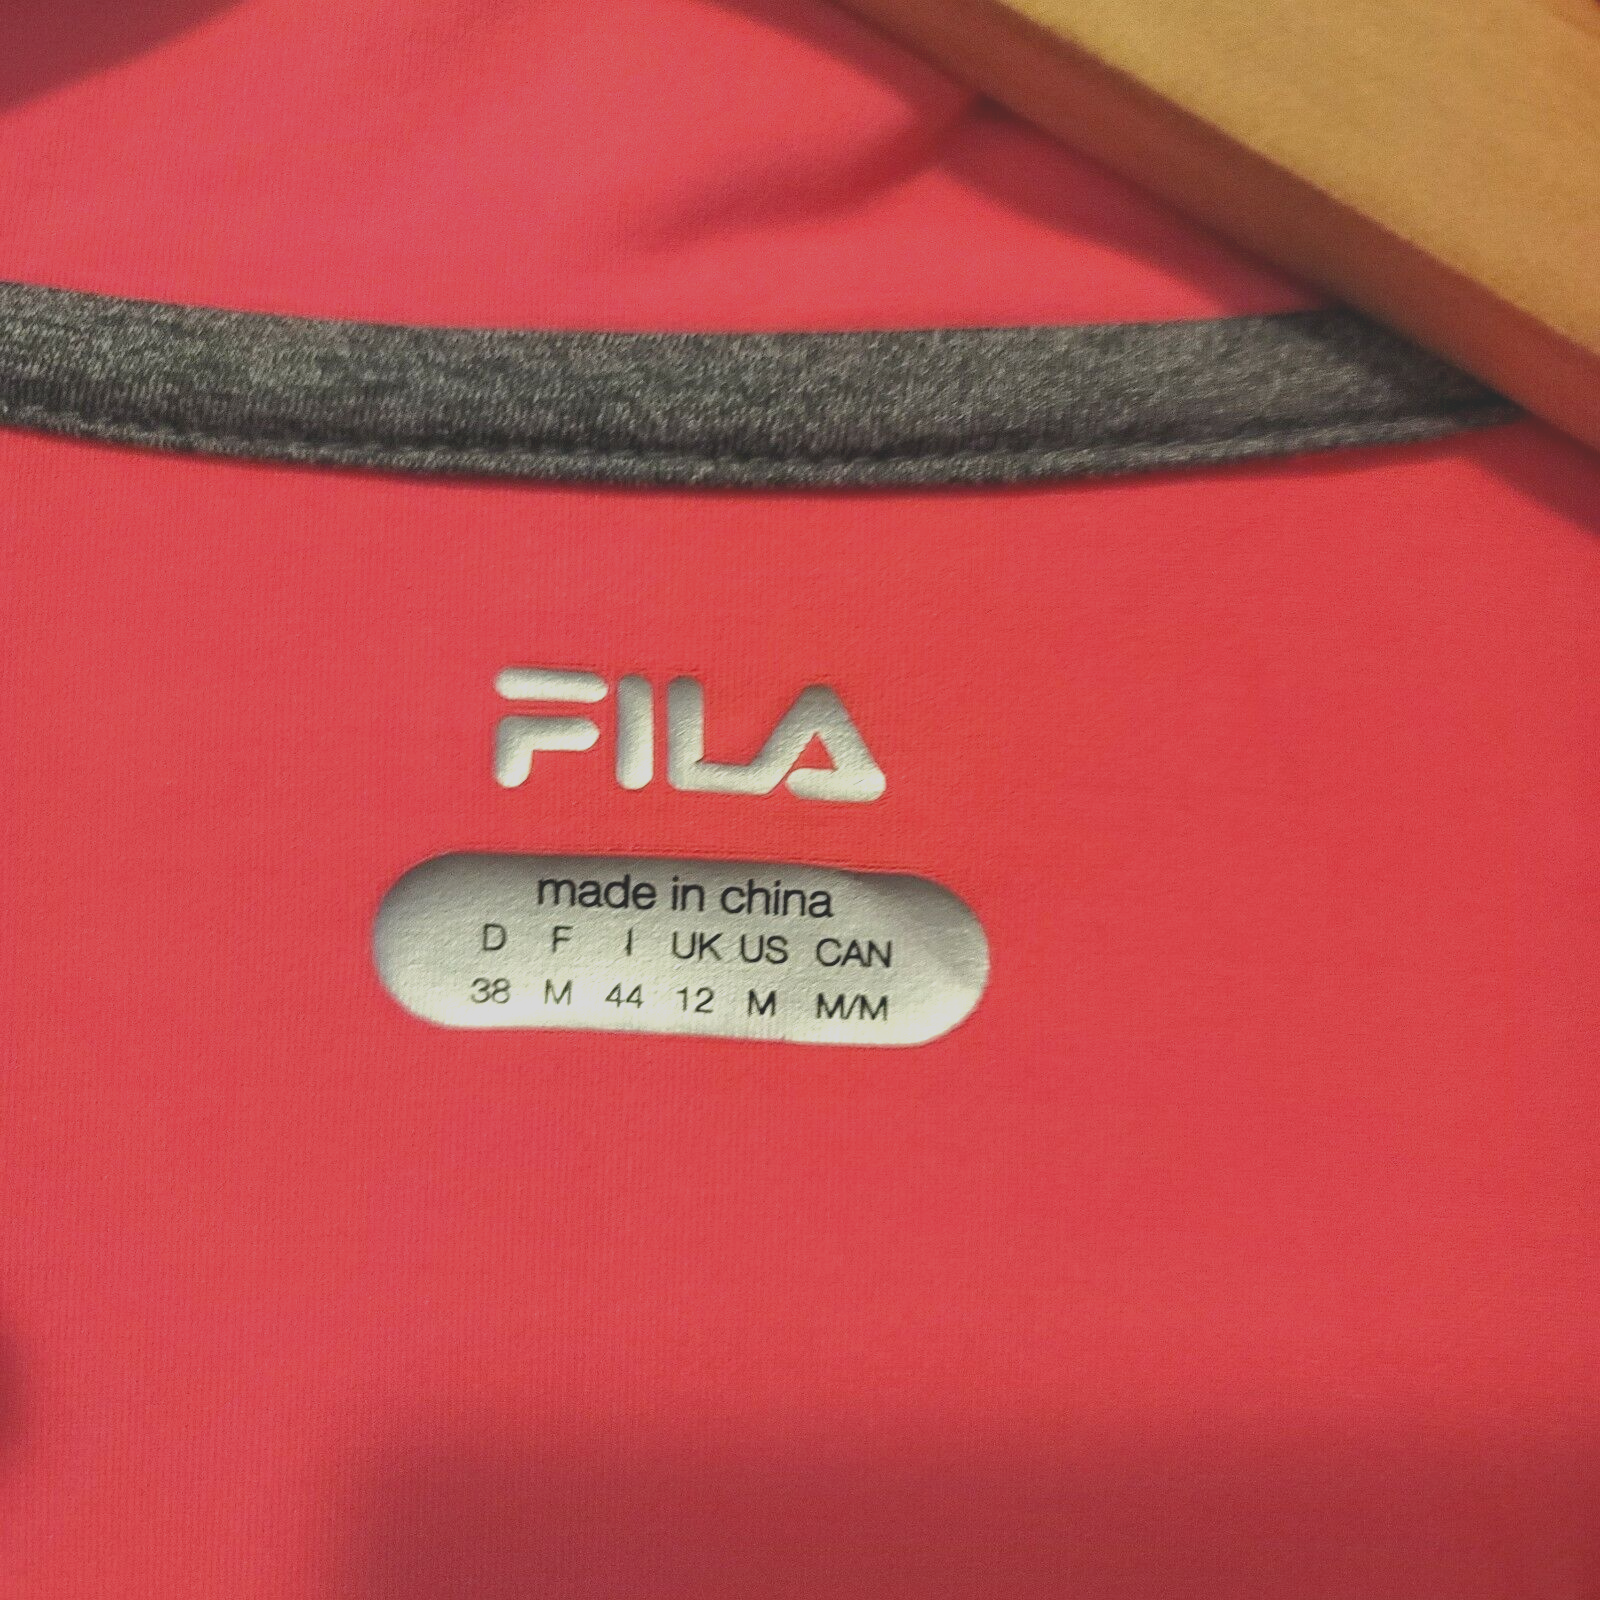 FILA
made in china
D F I UK US CAN
38 M 44 12 M M/M